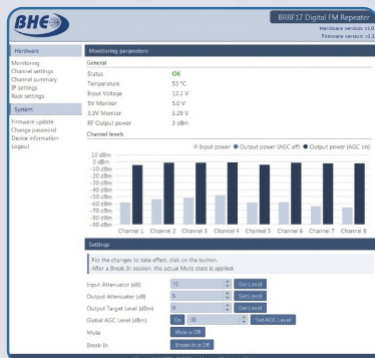 BHE
BRRF17 Digital FM Repeater
Hardware version v1.0
Firmware version v1.1
Hardware
Monitoring
Channel settings
Channel summary
IP settings
Rack settings
System
Firmware update
Change password
Device information
Logout
Monitoring parameters
General
Status OK
Temperature 53 °C
Input Voltage 12.1 V
5V Monitor 5.0 V
3.3V Monitor 3.29 V
RF Output power 3 dBm
Channel levels
Input power Output power (AGC off) Output power (AGC on)
10 dBm
0 dBm
-10 dBm
-20 dBm
-30 dBm
-40 dBm
-50 dBm
-60 dBm
-70 dBm
-80 dBm
-90 dBm
Channel 1 Channel 2 Channel 3 Channel 4 Channel 5 Channel 6 Channel 7 Channel 8
Settings
For the changes to take effect, click on the button.
After a Break-In session, the actual Mute state is applied.
Input Attenuator (dB) 10 Set Level
Output Attenuator (dB) 5 Set Level
Output Target Level (dBm) Set Level
Global AGC Level (dBm) On Set AGC Level
Mute Mute is Off
Break-In Break-In is Off